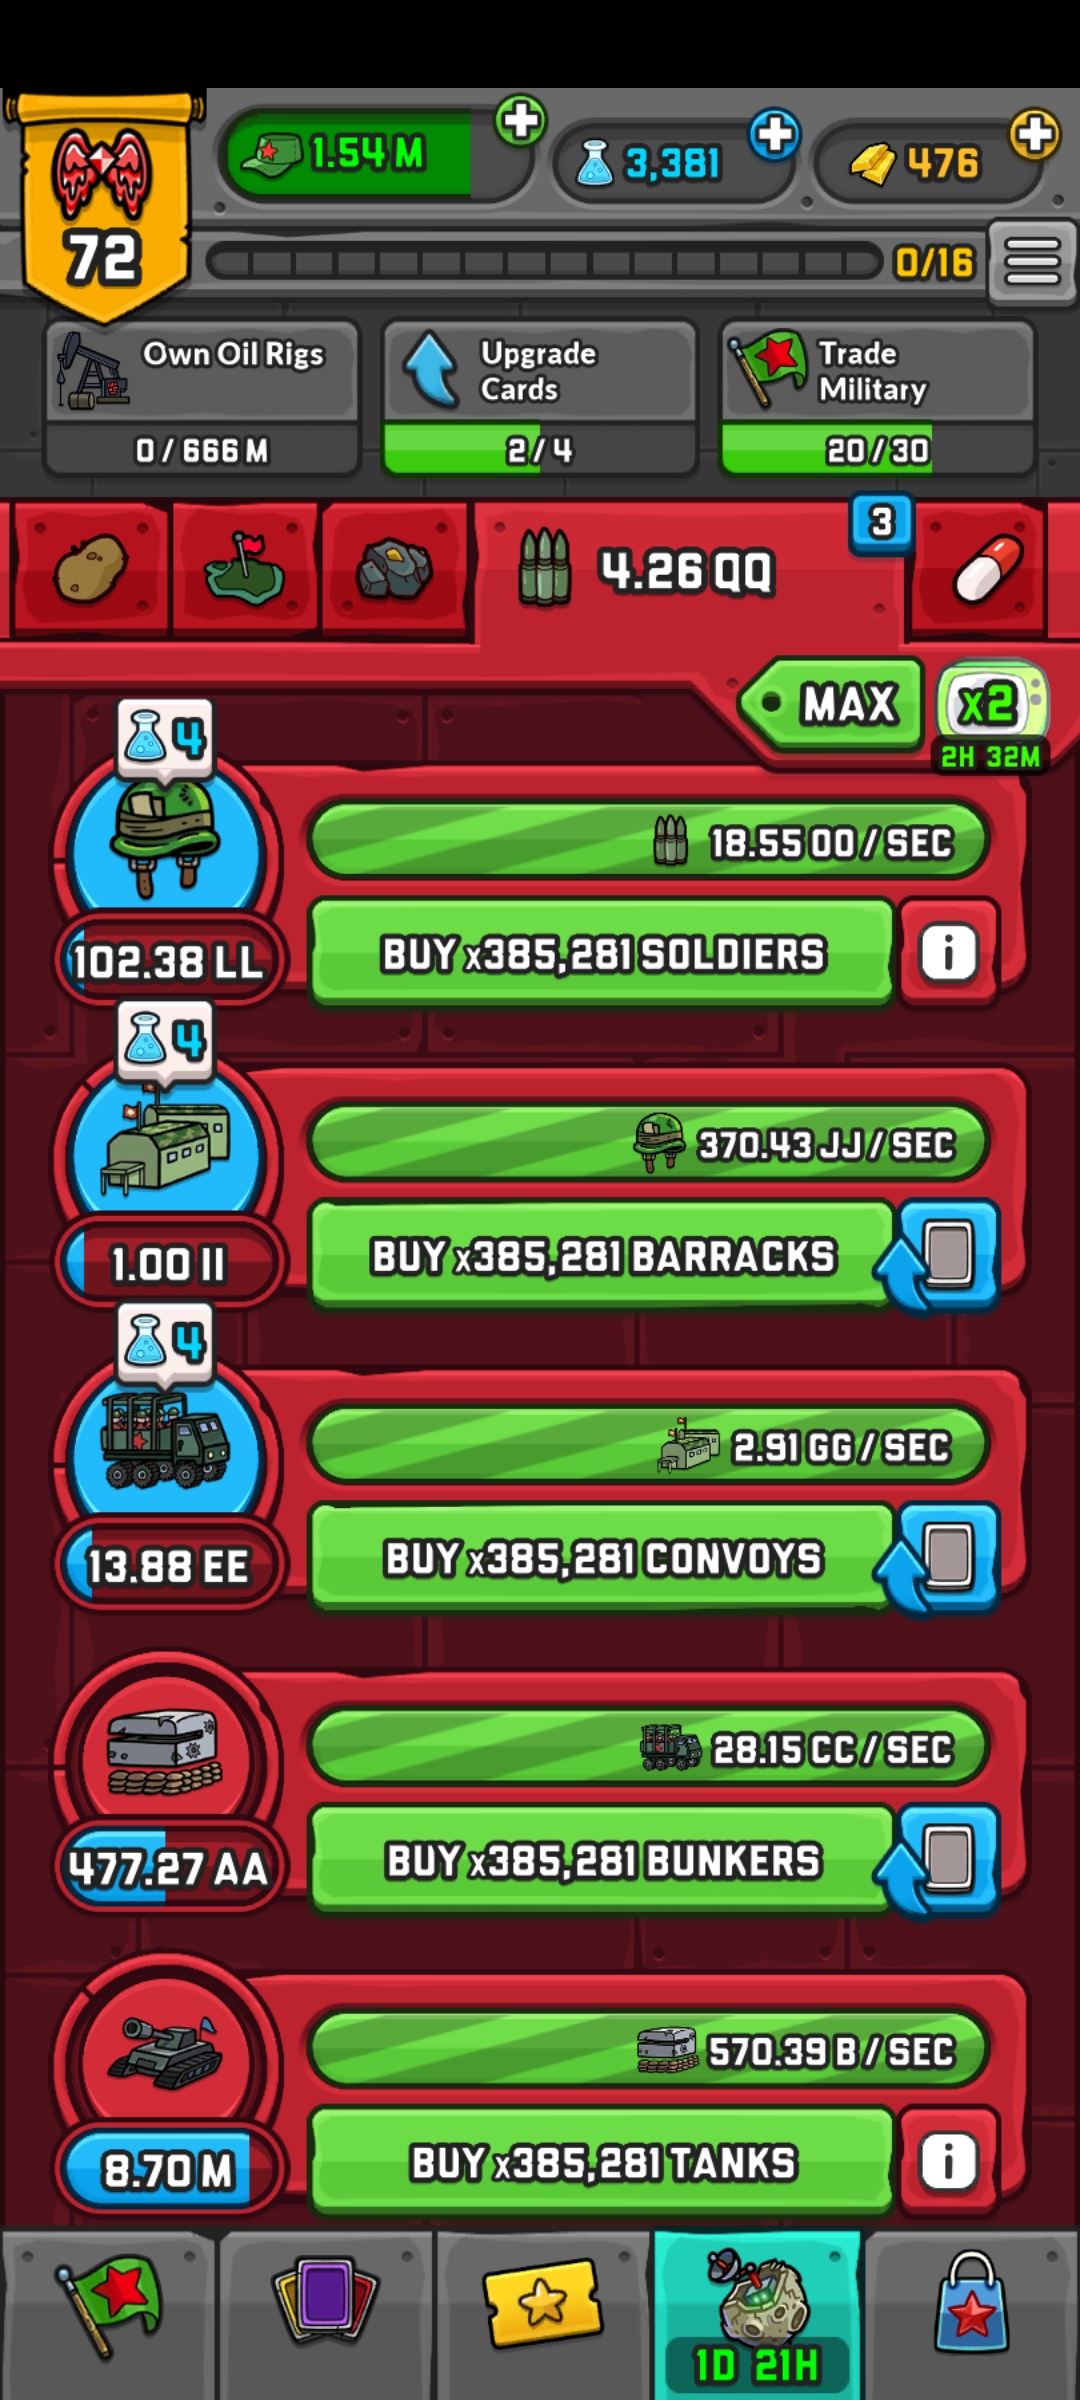 1.54 M
3,381
476
72
0/16
Own Oil Rigs
0 / 666 M
Upgrade
Cards
2 / 4
Trade
Military
20 / 30
4.26 QQ
3
MAX
x2
2H 32M
4
18.55 OO / SEC
102.38 LL
BUY x385,281 SOLDIERS
i
4
370.43 JJ / SEC
1.00 II
BUY x385,281 BARRACKS
4
2.91 GG / SEC
13.88 EE
BUY x385,281 CONVOYS
28.15 CC / SEC
477.27 AA
BUY x385,281 BUNKERS
570.39 B / SEC
8.70 M
BUY x385,281 TANKS
i
1D 21H